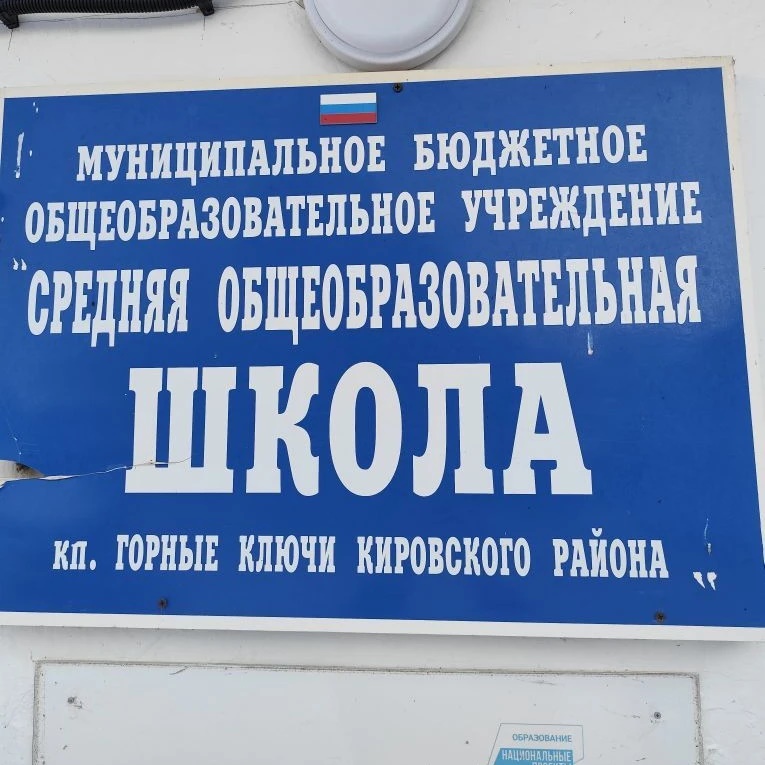 МУНИЦИПАЛЬНОЕ БЮДЖЕТНОЕ
ОБЩЕОБРАЗОВАТЕЛЬНОЕ УЧРЕЖДЕНИЕ
"СРЕДНЯЯ ОБЩЕОБРАЗОВАТЕЛЬНАЯ
ШКОЛА
кп. ГОРНЫЕ КЛЮЧИ КИРОВСКОГО РАЙОНА"
ОБРАЗОВАНИЕ
НАЦИОНАЛЬНЫЕ